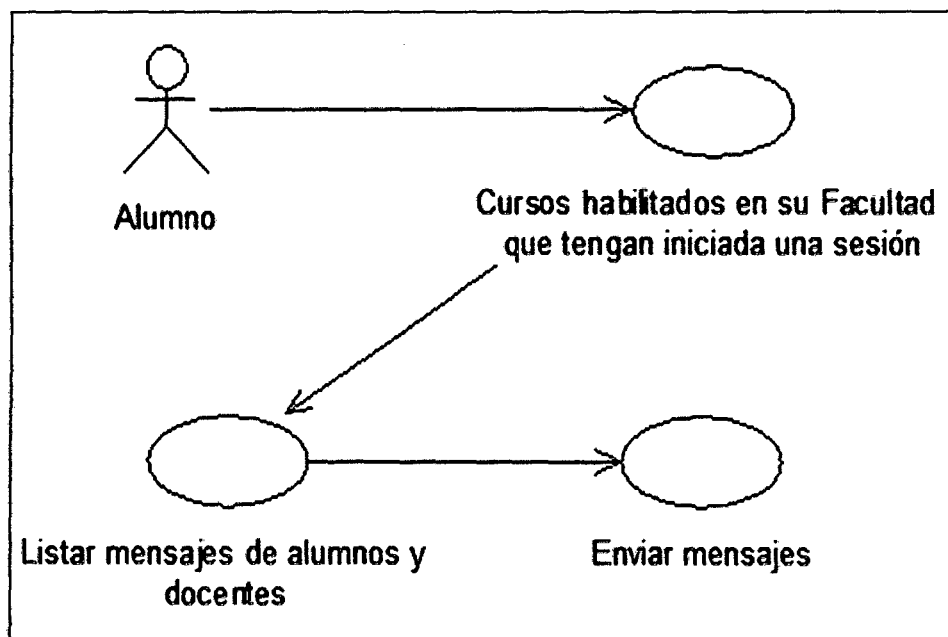 Alumno
Cursos habilitados en su Facultad
que tengan iniciada una sesión
Listar mensajes de alumnos y
docentes
Enviar mensajes